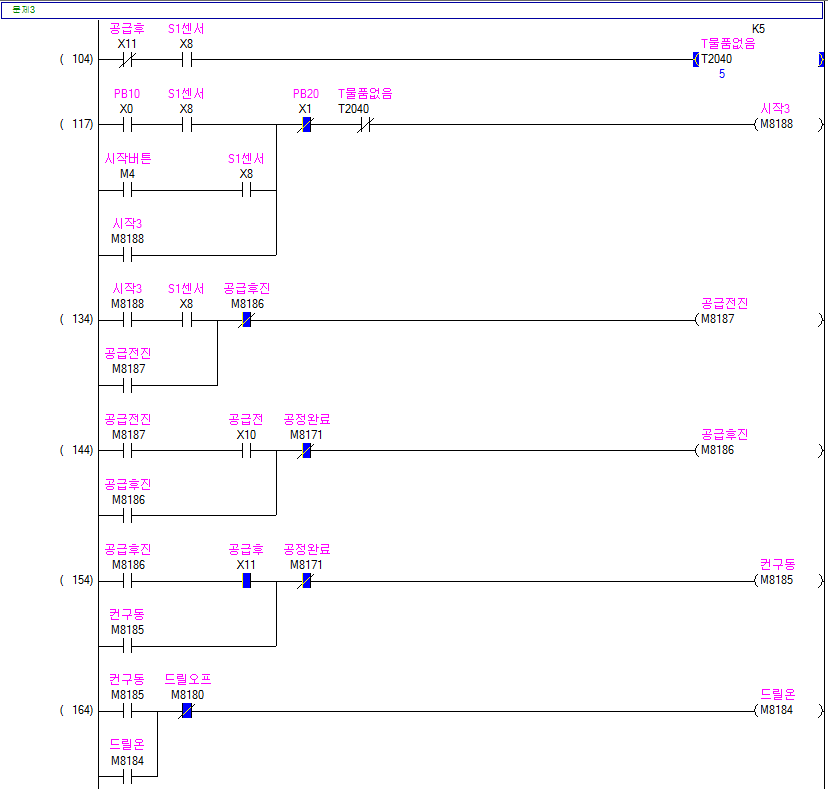 문제3
K5
공급후 S1센서 T물품없음
X11 X8
( 104) T2040
5
PB10 S1센서 PB20 T물품없음 시작3
X0 X8 X1 T2040
( 117) M8188
시작버튼 S1센서
M4 X8
시작3
M8188
시작3 S1센서 공급후진 공급전진
M8188 X8 M8186
( 134) M8187
공급전진
M8187
공급전진 공급전 공정완료 공급후진
M8187 X10 M8171
( 144) M8186
공급후진
M8186
공급후진 공급후 공정완료 컨구동
M8186 X11 M8171
( 154) M8185
컨구동
M8185
컨구동 드릴오프 드릴온
M8185 M8180
( 164) M8184
드릴온
M8184